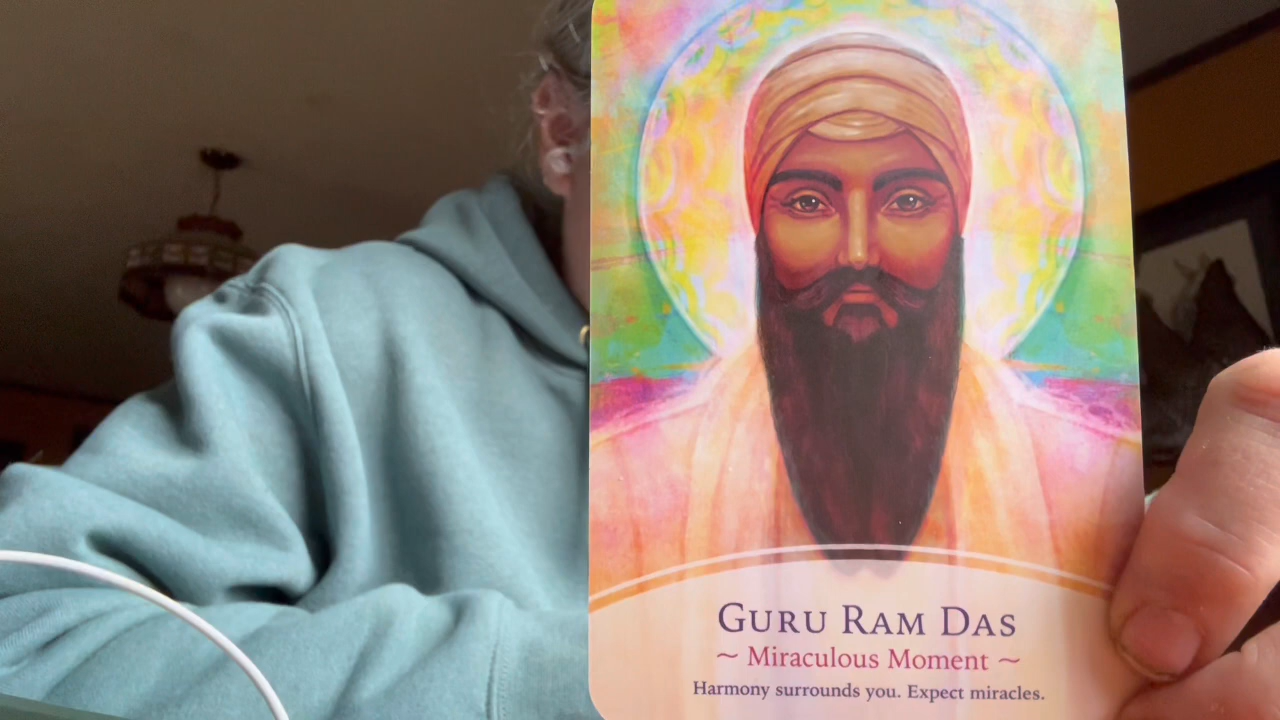 GURU RAM DAS
~ Miraculous Moment ~
Harmony surrounds you. Expect miracles.